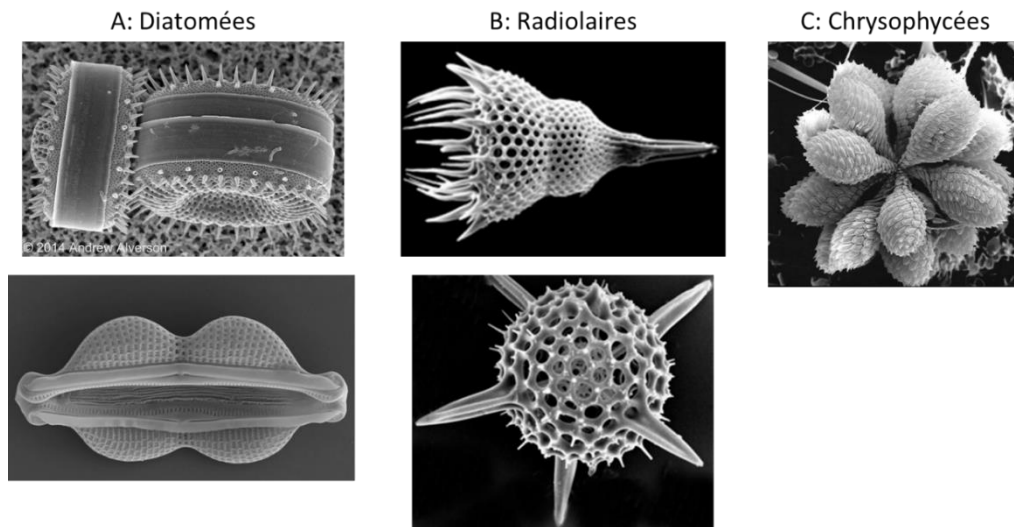 A: Diatomées
B: Radiolaires
C: Chrysophycées
© 2014 Andrew Alverson